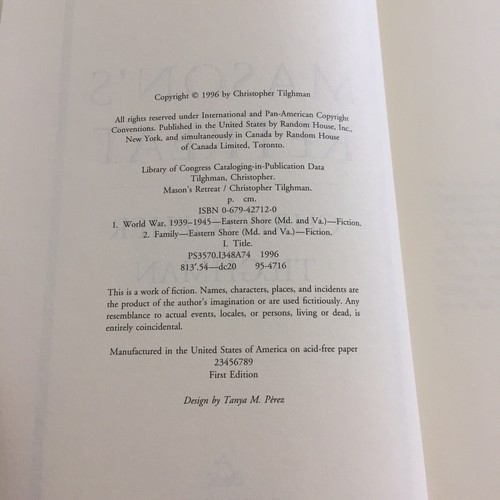 Copyright © 1996 by Christopher Tilghman
All rights reserved under International and Pan-American Copyright
Conventions. Published in the United States by Random House, Inc.,
New York, and simultaneously in Canada by Random House
of Canada Limited, Toronto.
Library of Congress Cataloging-in-Publication Data
Tilghman, Christopher.
Mason's Retreat / Christopher Tilghman.
p. cm.
ISBN 0-679-42712-0
1. World War, 1939–1945—Eastern Shore (Md. and Va.)—Fiction.
2. Family—Eastern Shore (Md. and Va.)—Fiction.
I. Title.
PS3570.I348A74 1996
813'.54—dc20 95-4716
This is a work of fiction. Names, characters, places, and incidents are
the product of the author's imagination or are used fictitiously. Any
resemblance to actual events, locales, or persons, living or dead, is
entirely coincidental.
Manufactured in the United States of America on acid-free paper
23456789
First Edition
Design by Tanya M. Pérez